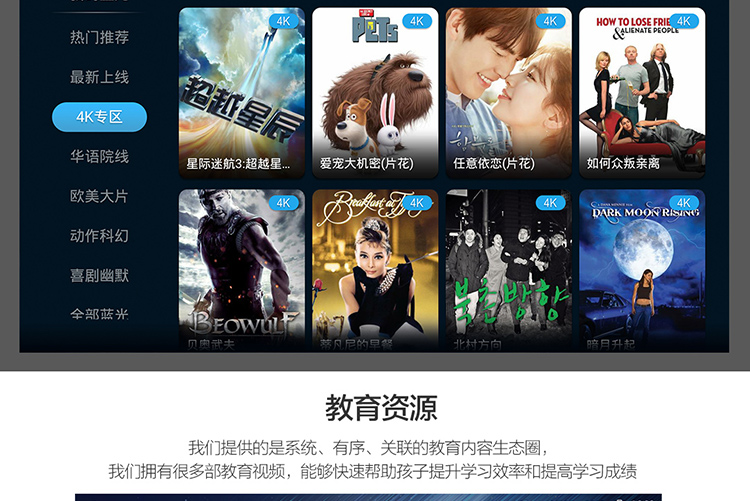 热门推荐
最新上线
4K专区
华语院线
欧美大片
动作科幻
喜剧幽默
全部蓝光
4K
超越星辰
星际迷航3:超越星...
4K
PETS
爱宠大机密(片花)
4K
任意依恋(片花)
4K
HOW TO LOSE FRIE
& ALIENATE PEOPLE
如何众叛亲离
4K
BEOWULF
贝奥武夫
4K
Breakfast at
蒂凡尼的早餐
4K
북촌방향
北村方向
4K
DARK MOON RISING
暗月升起
教育资源
我们提供的是系统、有序、关联的教育内容生态圈，
我们拥有很多部教育视频，能够快速帮助孩子提升学习效率和提高学习成绩